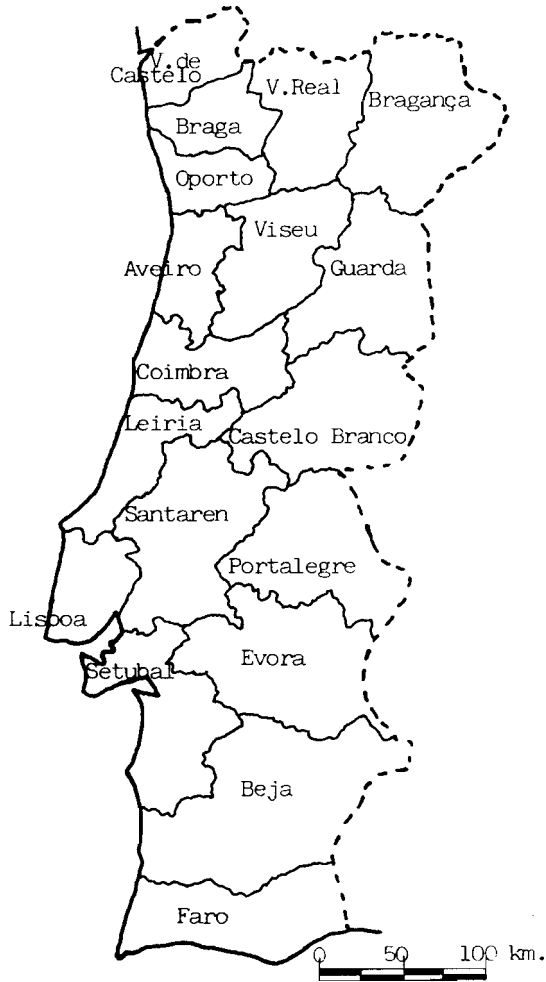 V.de
Castelo
V.Real
Bragança
Braga
Oporto
Viseu
Aveiro
Guarda
Coimbra
Leiria
Castelo Branco
Santaren
Portalegre
Lisboa
Evora
Setubal
Beja
Faro
0 50 100 km.